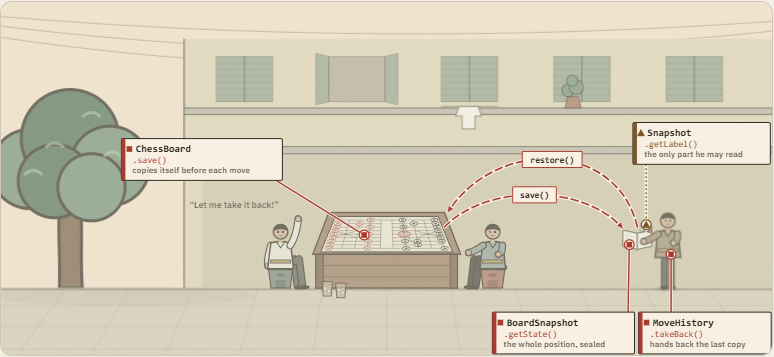 ChessBoard
.save()
copies itself before each move
Snapshot
.getLabel()
the only part he may read
restore()
save()
“Let me take it back!”
BoardSnapshot
.getState()
the whole position, sealed
MoveHistory
.takeBack()
hands back the last copy